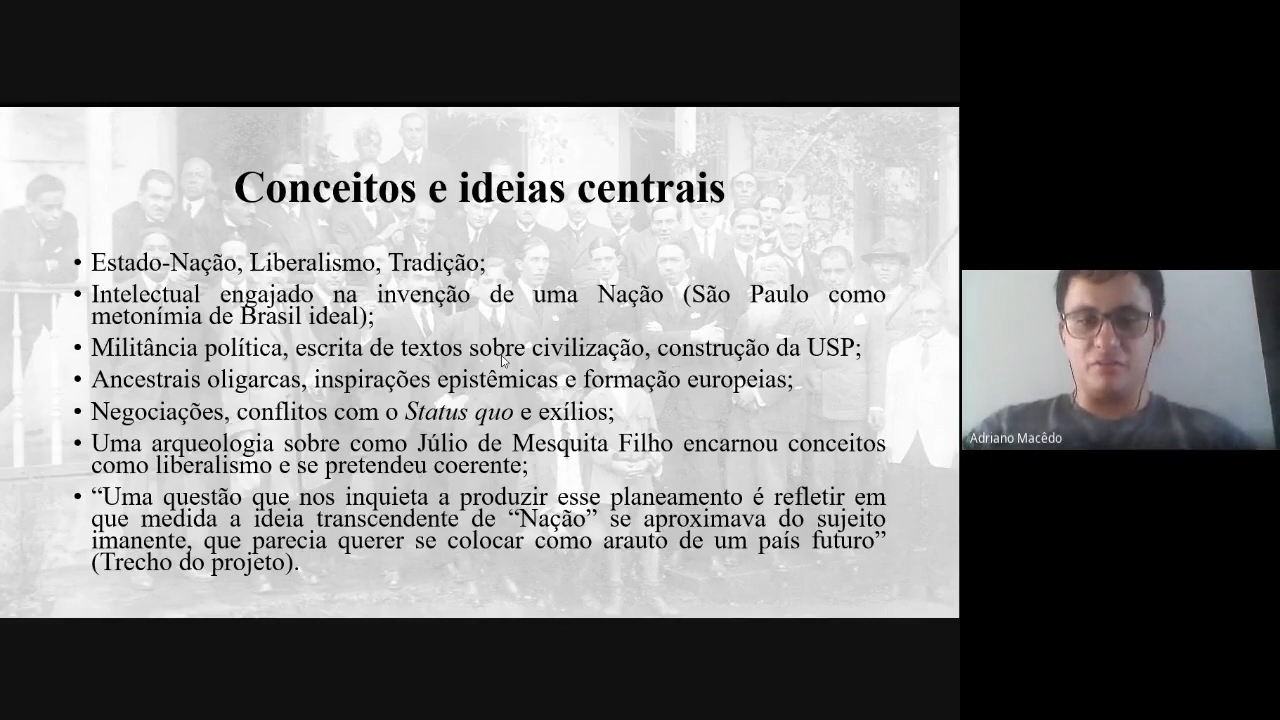 Conceitos e ideias centrais
• Estado-Nação, Liberalismo, Tradição;
• Intelectual engajado na invenção de uma Nação (São Paulo como
metonímia de Brasil ideal);
• Militância política, escrita de textos sobre civilização, construção da USP;
• Ancestrais oligarcas, inspirações epistêmicas e formação europeias;
• Negociações, conflitos com o Status quo e exílios;
• Uma arqueologia sobre como Júlio de Mesquita Filho encarnou conceitos
como liberalismo e se pretendeu coerente;
• “Uma questão que nos inquieta a produzir esse planeamento é refletir em
que medida a ideia transcendente de “Nação” se aproximava do sujeito
imanente, que parecia querer se colocar como arauto de um país futuro”
(Trecho do projeto).
Adriano Macêdo